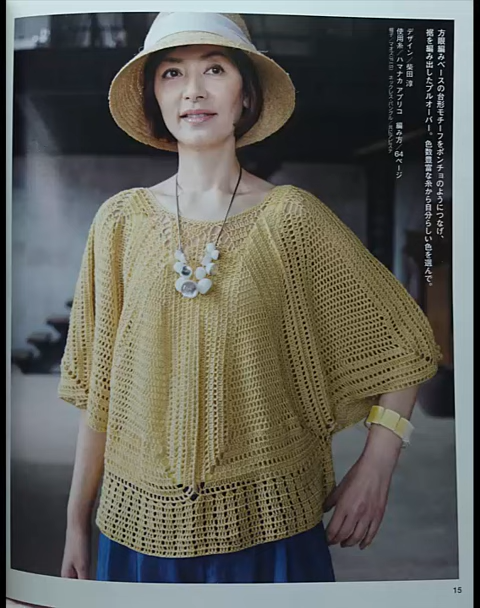 方眼編みベースの台形モチーフをポンチョのようにつなげ、
裾を編み出したプルオーバー。色数豊富な糸から自分らしい色を選んで。
デザイン／柴田 淳
使用糸／ハマナカ アプリコ 編み方／64ページ
15